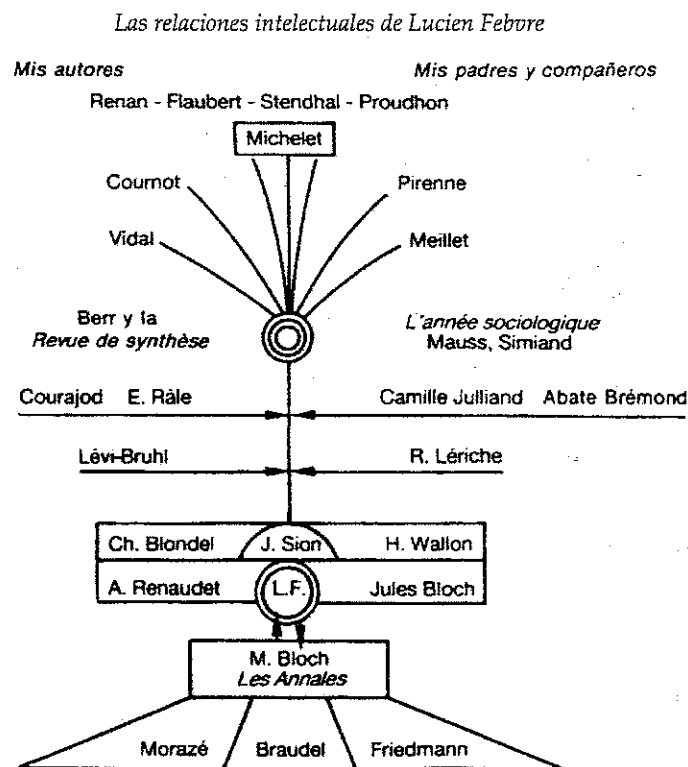 Las relaciones intelectuales de Lucien Febvre
Mis autores Mis padres y compañeros
Renan - Flaubert - Stendhal - Proudhon
Michelet
Cournot Pirenne
Vidal Meillet
Berr y la
Revue de synthèse
L'année sociologique
Mauss, Simiand
Courajod E. Râle Camille Julliand Abate Brémond
Lévi-Bruhl R. Lériche
Ch. Blondel J. Sion H. Wallon
A. Renaudet L.F. Jules Bloch
M. Bloch
Les Annales
Morazé Braudel Friedmann